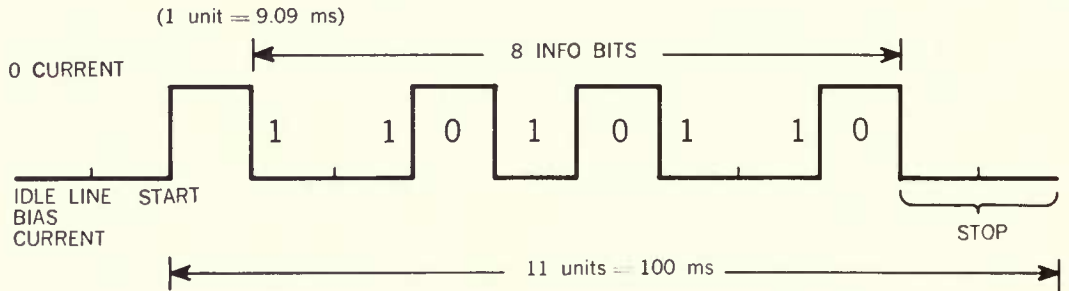 (1 unit = 9.09 ms)
8 INFO BITS
0 CURRENT
1 1 0 1 0 1 1 0
IDLE LINE START
BIAS
CURRENT
STOP
11 units = 100 ms